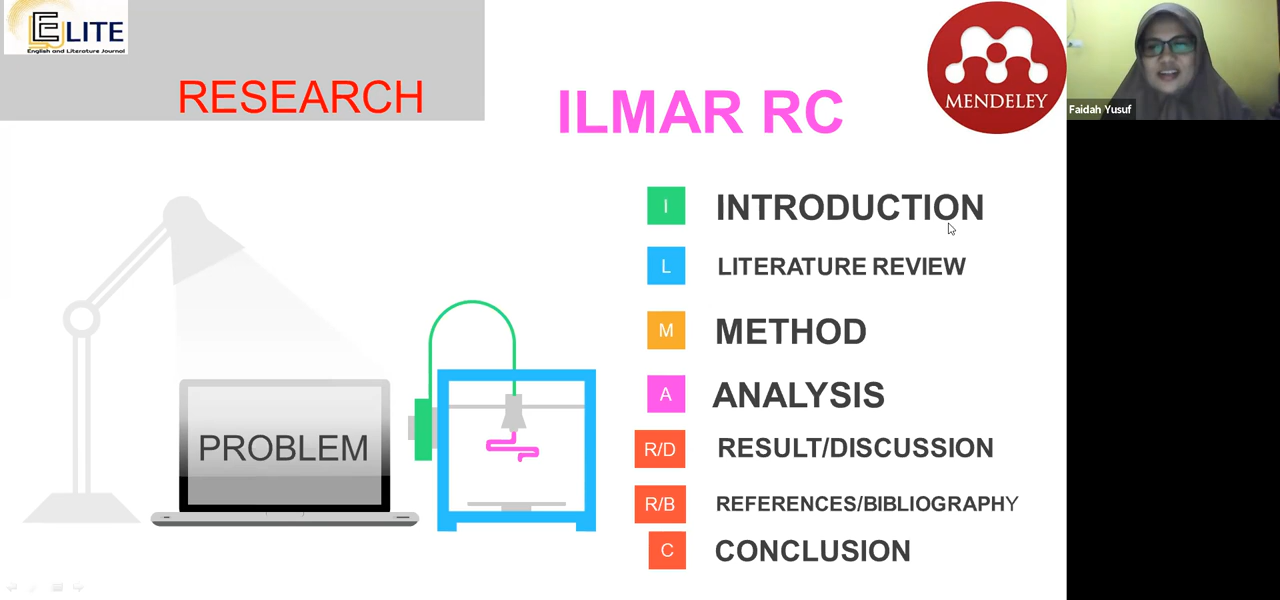 ELITE
English and Literature Journal
RESEARCH
ILMAR RC
MENDELEY
Faidah Yusuf
I INTRODUCTION
L LITERATURE REVIEW
M METHOD
A ANALYSIS
R/D RESULT/DISCUSSION
R/B REFERENCES/BIBLIOGRAPHY
C CONCLUSION
PROBLEM